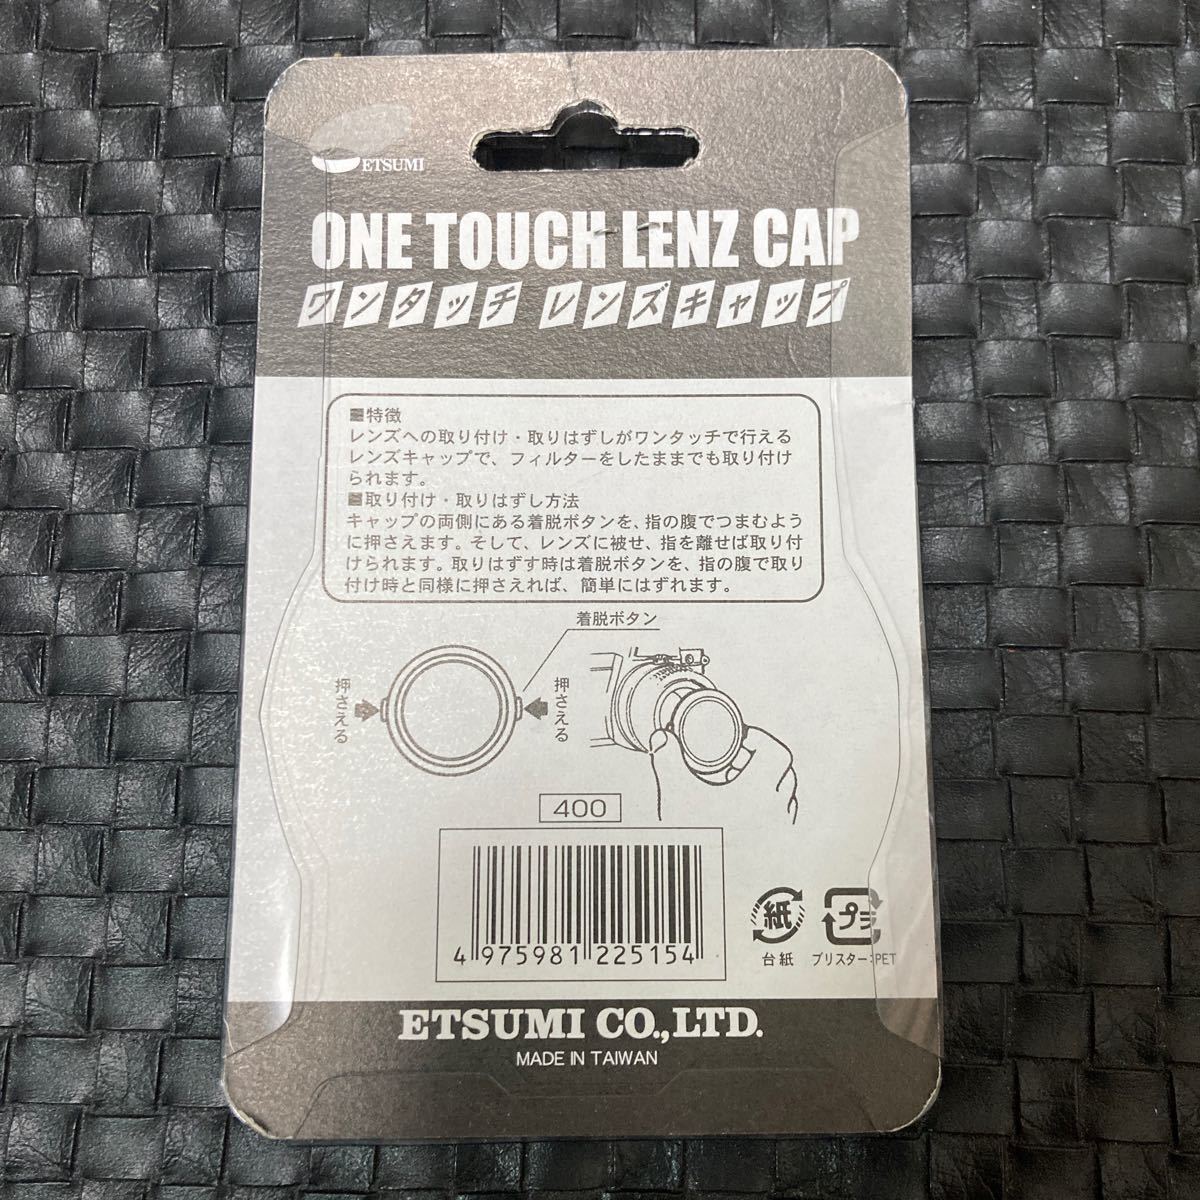 ETSUMI
ONE TOUCH LENZ CAP
ワンタッチ レンズキャップ
■特徴
レンズへの取り付け・取りはずしがワンタッチで行える
レンズキャップで、フィルターをしたままでも取り付け
られます。
■取り付け・取りはずし方法
キャップの両側にある着脱ボタンを、指の腹でつまむよう
に押さえます。そして、レンズに被せ、指を離せば取り付
けられます。取りはずす時は着脱ボタンを、指の腹で取り
付け時と同様に押さえれば、簡単にはずれます。
着脱ボタン
押さえる
押さえる
400
4 975981 225154
紙
プラ
台紙
ブリスター:PET
ETSUMI CO.,LTD.
MADE IN TAIWAN